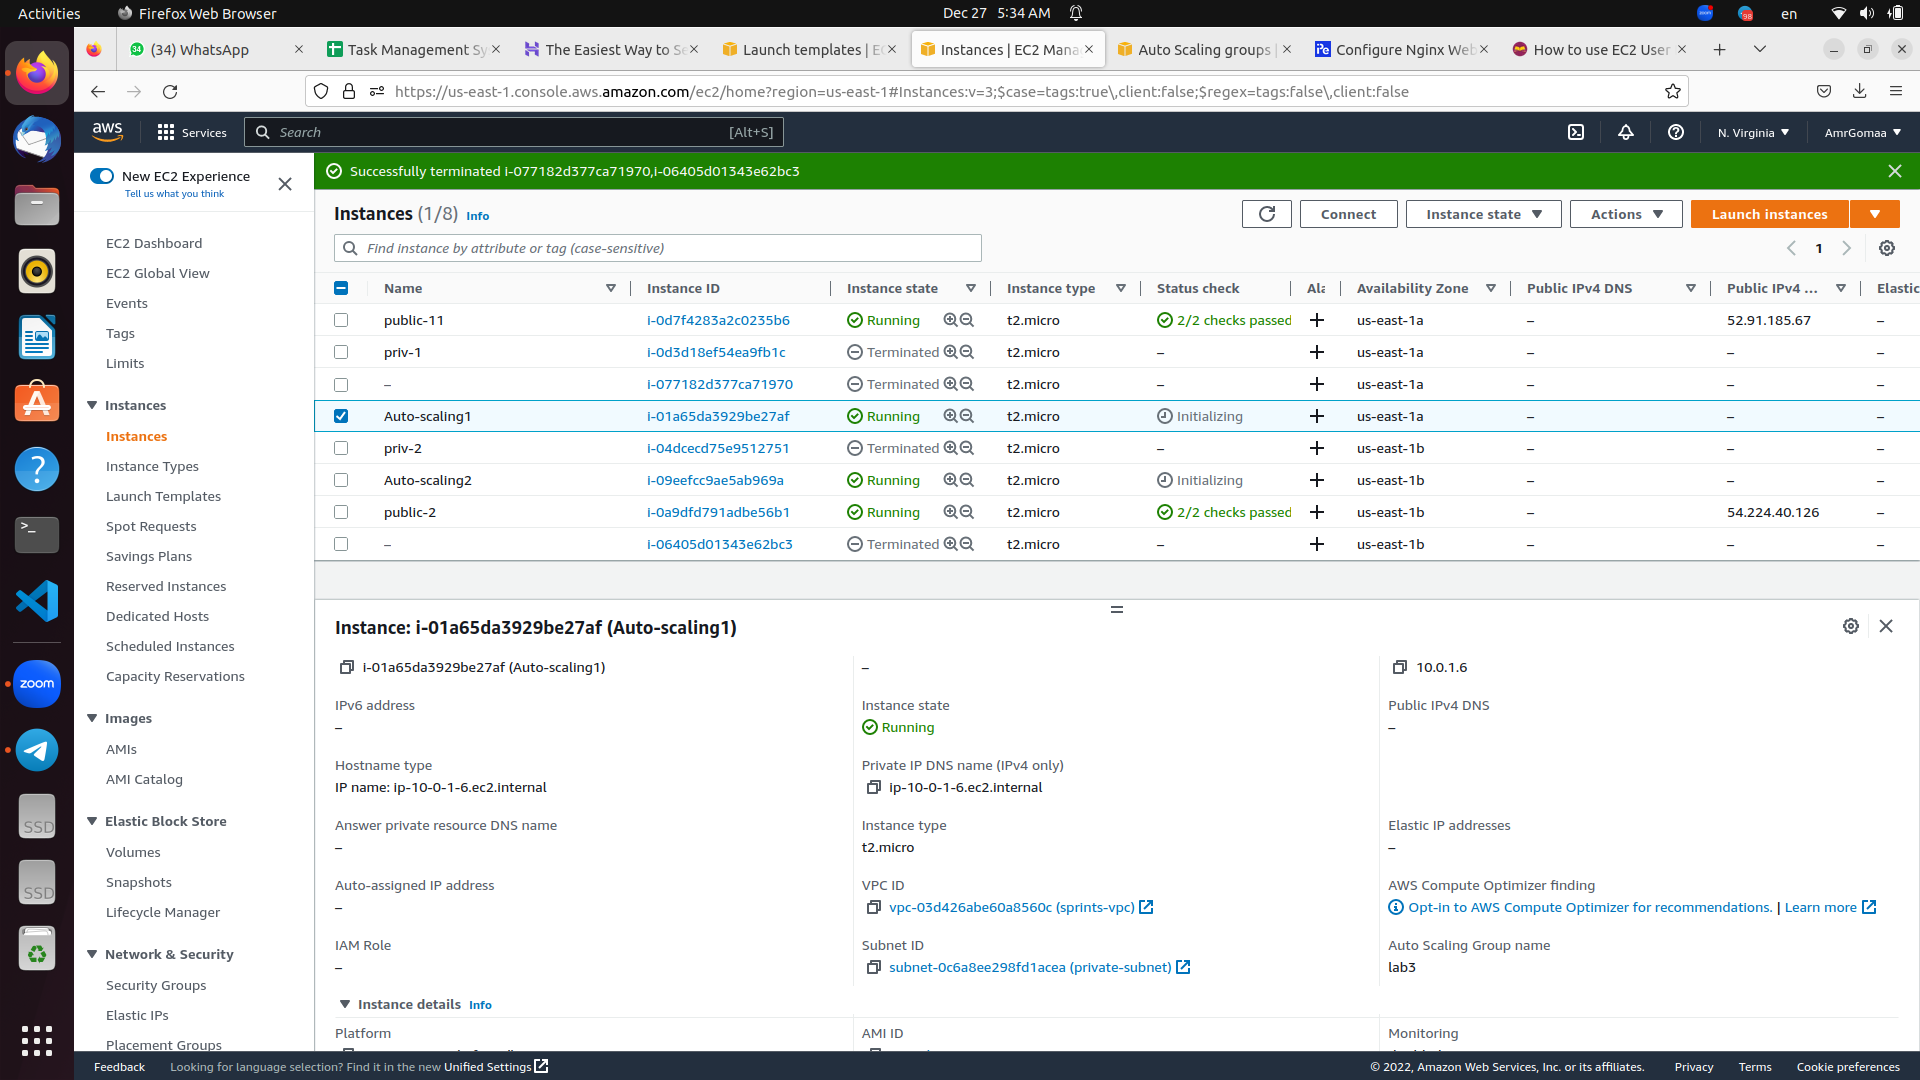 Activities
Firefox Web Browser
Dec 27 5:34 AM
98
en
34
(34) WhatsApp
Task Management Sy
The Easiest Way to Se
Launch templates | EC
Instances | EC2 Mana
Auto Scaling groups |
Configure Nginx Web
How to use EC2 User
https://us-east-1.console.aws.amazon.com/ec2/home?region=us-east-1#Instances:v=3;$case=tags:true\,client:false;$regex=tags:false\,client:false
aws
Services
Search
[Alt+S]
N. Virginia
AmrGomaa
New EC2 Experience
Tell us what you think
EC2 Dashboard
EC2 Global View
Events
Tags
Limits
Instances
Instances
Instance Types
Launch Templates
Spot Requests
Savings Plans
Reserved Instances
Dedicated Hosts
Scheduled Instances
Capacity Reservations
Images
AMIs
AMI Catalog
Elastic Block Store
Volumes
Snapshots
Lifecycle Manager
Network & Security
Security Groups
Elastic IPs
Placement Groups
zoom
SSD
SSD
Successfully terminated i-077182d377ca71970,i-06405d01343e62bc3
Instances (1/8) Info
Connect
Instance state
Actions
Launch instances
Find instance by attribute or tag (case-sensitive)
1
Name Instance ID Instance state Instance type Status check Ala Availability Zone Public IPv4 DNS Public IPv4 ... Elastic
public-11 i-0d7f4283a2c0235b6 Running t2.micro 2/2 checks passed + us-east-1a – 52.91.185.67 –
priv-1 i-0d3d18ef54ea9fb1c Terminated t2.micro – + us-east-1a – – –
– i-077182d377ca71970 Terminated t2.micro – + us-east-1a – – –
Auto-scaling1 i-01a65da3929be27af Running t2.micro Initializing + us-east-1a – – –
priv-2 i-04dcecd75e9512751 Terminated t2.micro – + us-east-1b – – –
Auto-scaling2 i-09eefcc9ae5ab969a Running t2.micro Initializing + us-east-1b – – –
public-2 i-0a9dfd791adbe56b1 Running t2.micro 2/2 checks passed + us-east-1b – 54.224.40.126 –
– i-06405d01343e62bc3 Terminated t2.micro – + us-east-1b – – –
Instance: i-01a65da3929be27af (Auto-scaling1)
i-01a65da3929be27af (Auto-scaling1)
–
10.0.1.6
IPv6 address
–
Instance state
Running
Public IPv4 DNS
–
Hostname type
IP name: ip-10-0-1-6.ec2.internal
Private IP DNS name (IPv4 only)
ip-10-0-1-6.ec2.internal
Answer private resource DNS name
–
Instance type
t2.micro
Elastic IP addresses
–
Auto-assigned IP address
–
VPC ID
vpc-03d426abe60a8560c (sprints-vpc)
AWS Compute Optimizer finding
Opt-in to AWS Compute Optimizer for recommendations. | Learn more
IAM Role
–
Subnet ID
subnet-0c6a8ee298fd1acea (private-subnet)
Auto Scaling Group name
lab3
Instance details Info
Platform
AMI ID
Monitoring
Feedback
Looking for language selection? Find it in the new Unified Settings
© 2022, Amazon Web Services, Inc. or its affiliates.
Privacy
Terms
Cookie preferences